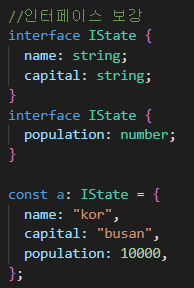 //인터페이스 보강
interface IState {
  name: string;
  capital: string;
}
interface IState {
  population: number;
}

const a: IState = {
  name: "kor",
  capital: "busan",
  population: 10000,
};